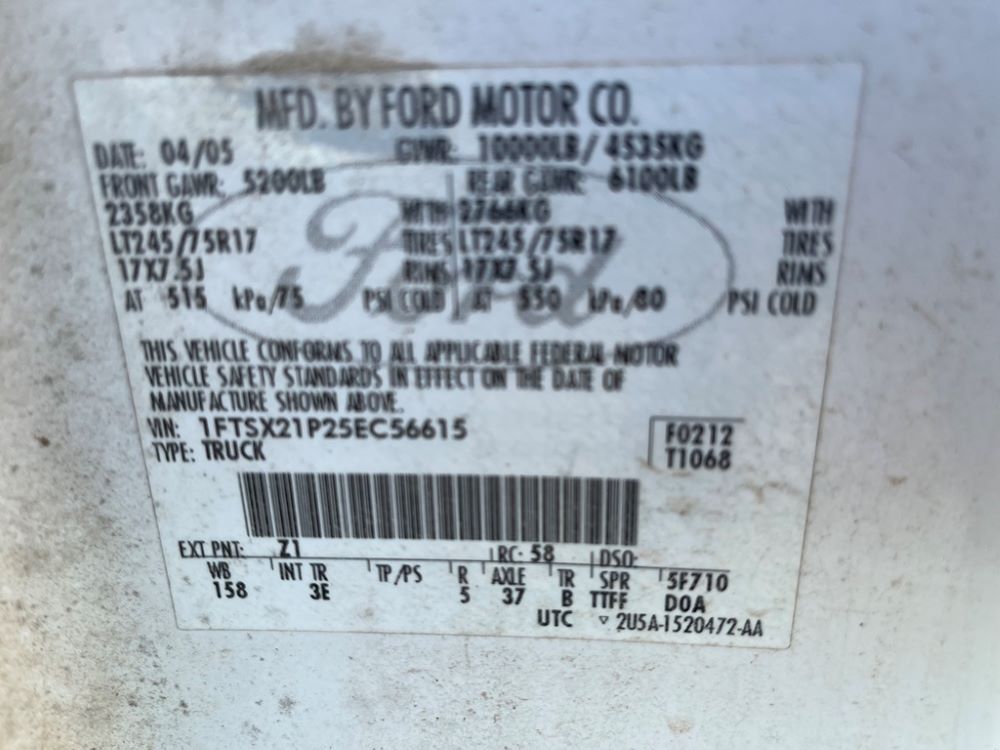 MFD. BY FORD MOTOR CO.
DATE: 04/05 GVWR: 10000LB/ 4535KG
FRONT GAWR: 5200LB REAR GAWR: 6100LB
2358KG WITH 2766KG WITH
LT245/75R17 TIRES LT245/75R17 TIRES
17X7.5J RIMS 17X7.5J RIMS
AT 515 kPa/75 PSI COLD AT 550 kPa/80 PSI COLD
Ford
THIS VEHICLE CONFORMS TO ALL APPLICABLE FEDERAL MOTOR
VEHICLE SAFETY STANDARDS IN EFFECT ON THE DATE OF
MANUFACTURE SHOWN ABOVE.
VIN: 1FTSX21P25EC56615 F0212
TYPE: TRUCK T1068
EXT PNT: Z1 RC: 58 DSO:
WB INT TR TP/PS R AXLE TR SPR 5F710
158 3E 5 37 B TTFF DOA
UTC ▿ 2U5A-1520472-AA